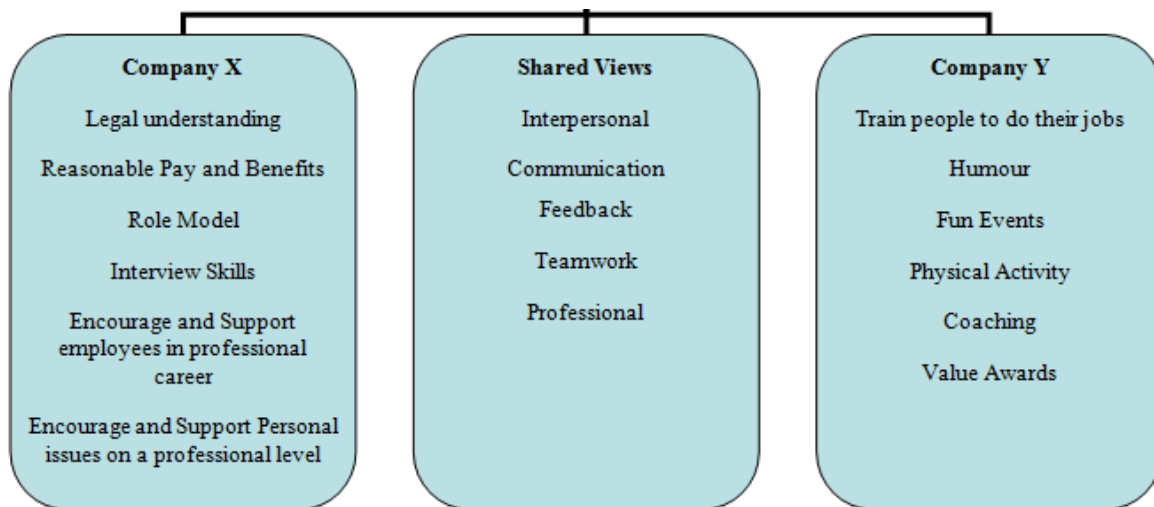 Company X
Legal understanding
Reasonable Pay and Benefits
Role Model
Interview Skills
Encourage and Support
employees in professional
career
Encourage and Support Personal
issues on a professional level
Shared Views
Interpersonal
Communication
Feedback
Teamwork
Professional
Company Y
Train people to do their jobs
Humour
Fun Events
Physical Activity
Coaching
Value Awards